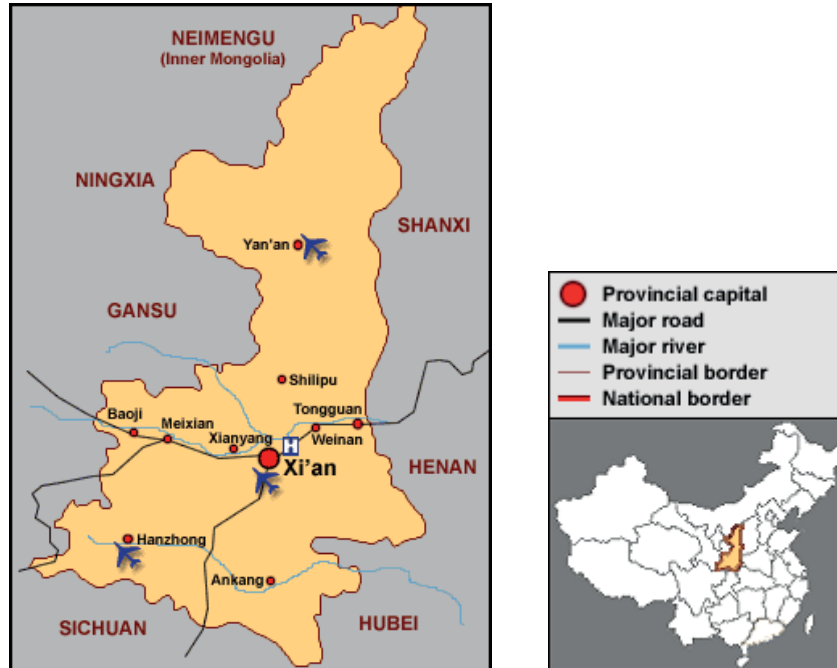 NEIMENGU
(Inner Mongolia)
NINGXIA
SHANXI
Yan'an
GANSU
Shilipu
Baoji
Meixian
Xianyang
Tongguan
Weinan
H
Xi'an
HENAN
Hanzhong
Ankang
SICHUAN
HUBEI
Provincial capital
Major road
Major river
Provincial border
National border